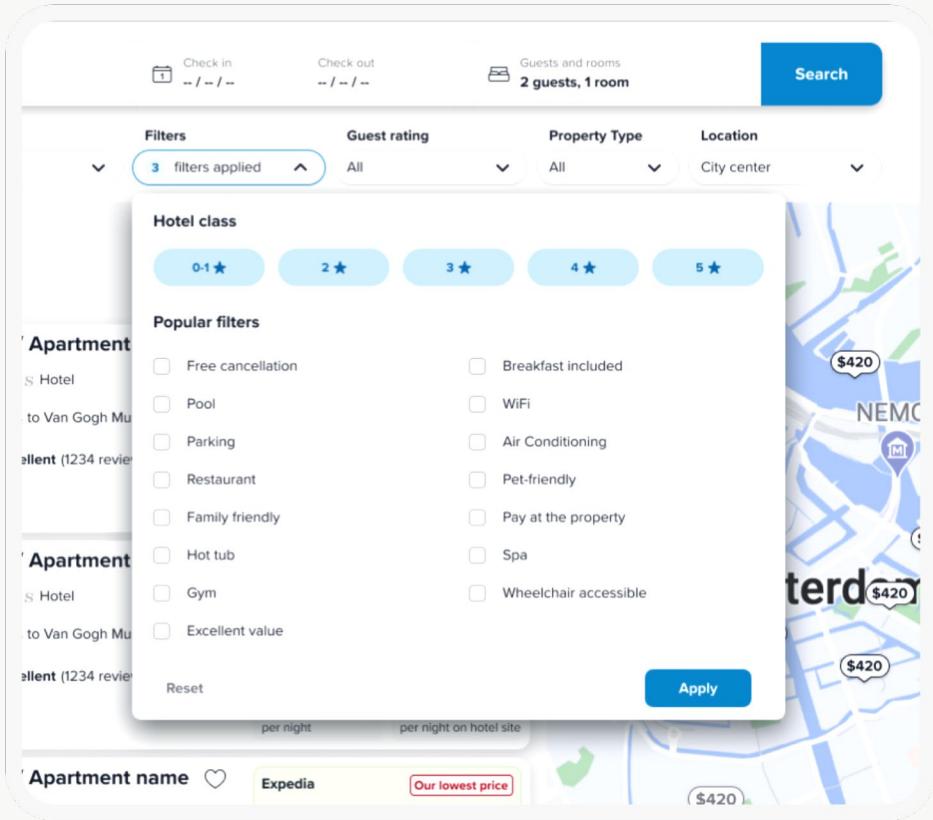 Check in
-- / -- / --
Check out
-- / -- / --
Guests and rooms
2 guests, 1 room
Search
Filters
3 filters applied
Guest rating
All
Property Type
All
Location
City center
Hotel class
0-1 ★
2 ★
3 ★
4 ★
5 ★
Popular filters
Free cancellation
Breakfast included
Pool
WiFi
Parking
Air Conditioning
Restaurant
Pet-friendly
Family friendly
Pay at the property
Hot tub
Spa
Gym
Wheelchair accessible
Excellent value
Reset
Apply
Apartment
s Hotel
to Van Gogh Mu
ellent (1234 revie
Apartment
s Hotel
to Van Gogh Mu
ellent (1234 revie
per night
per night on hotel site
Apartment name
Expedia
Our lowest price
$420
NEMO
M
terdam
$420
$420
$420